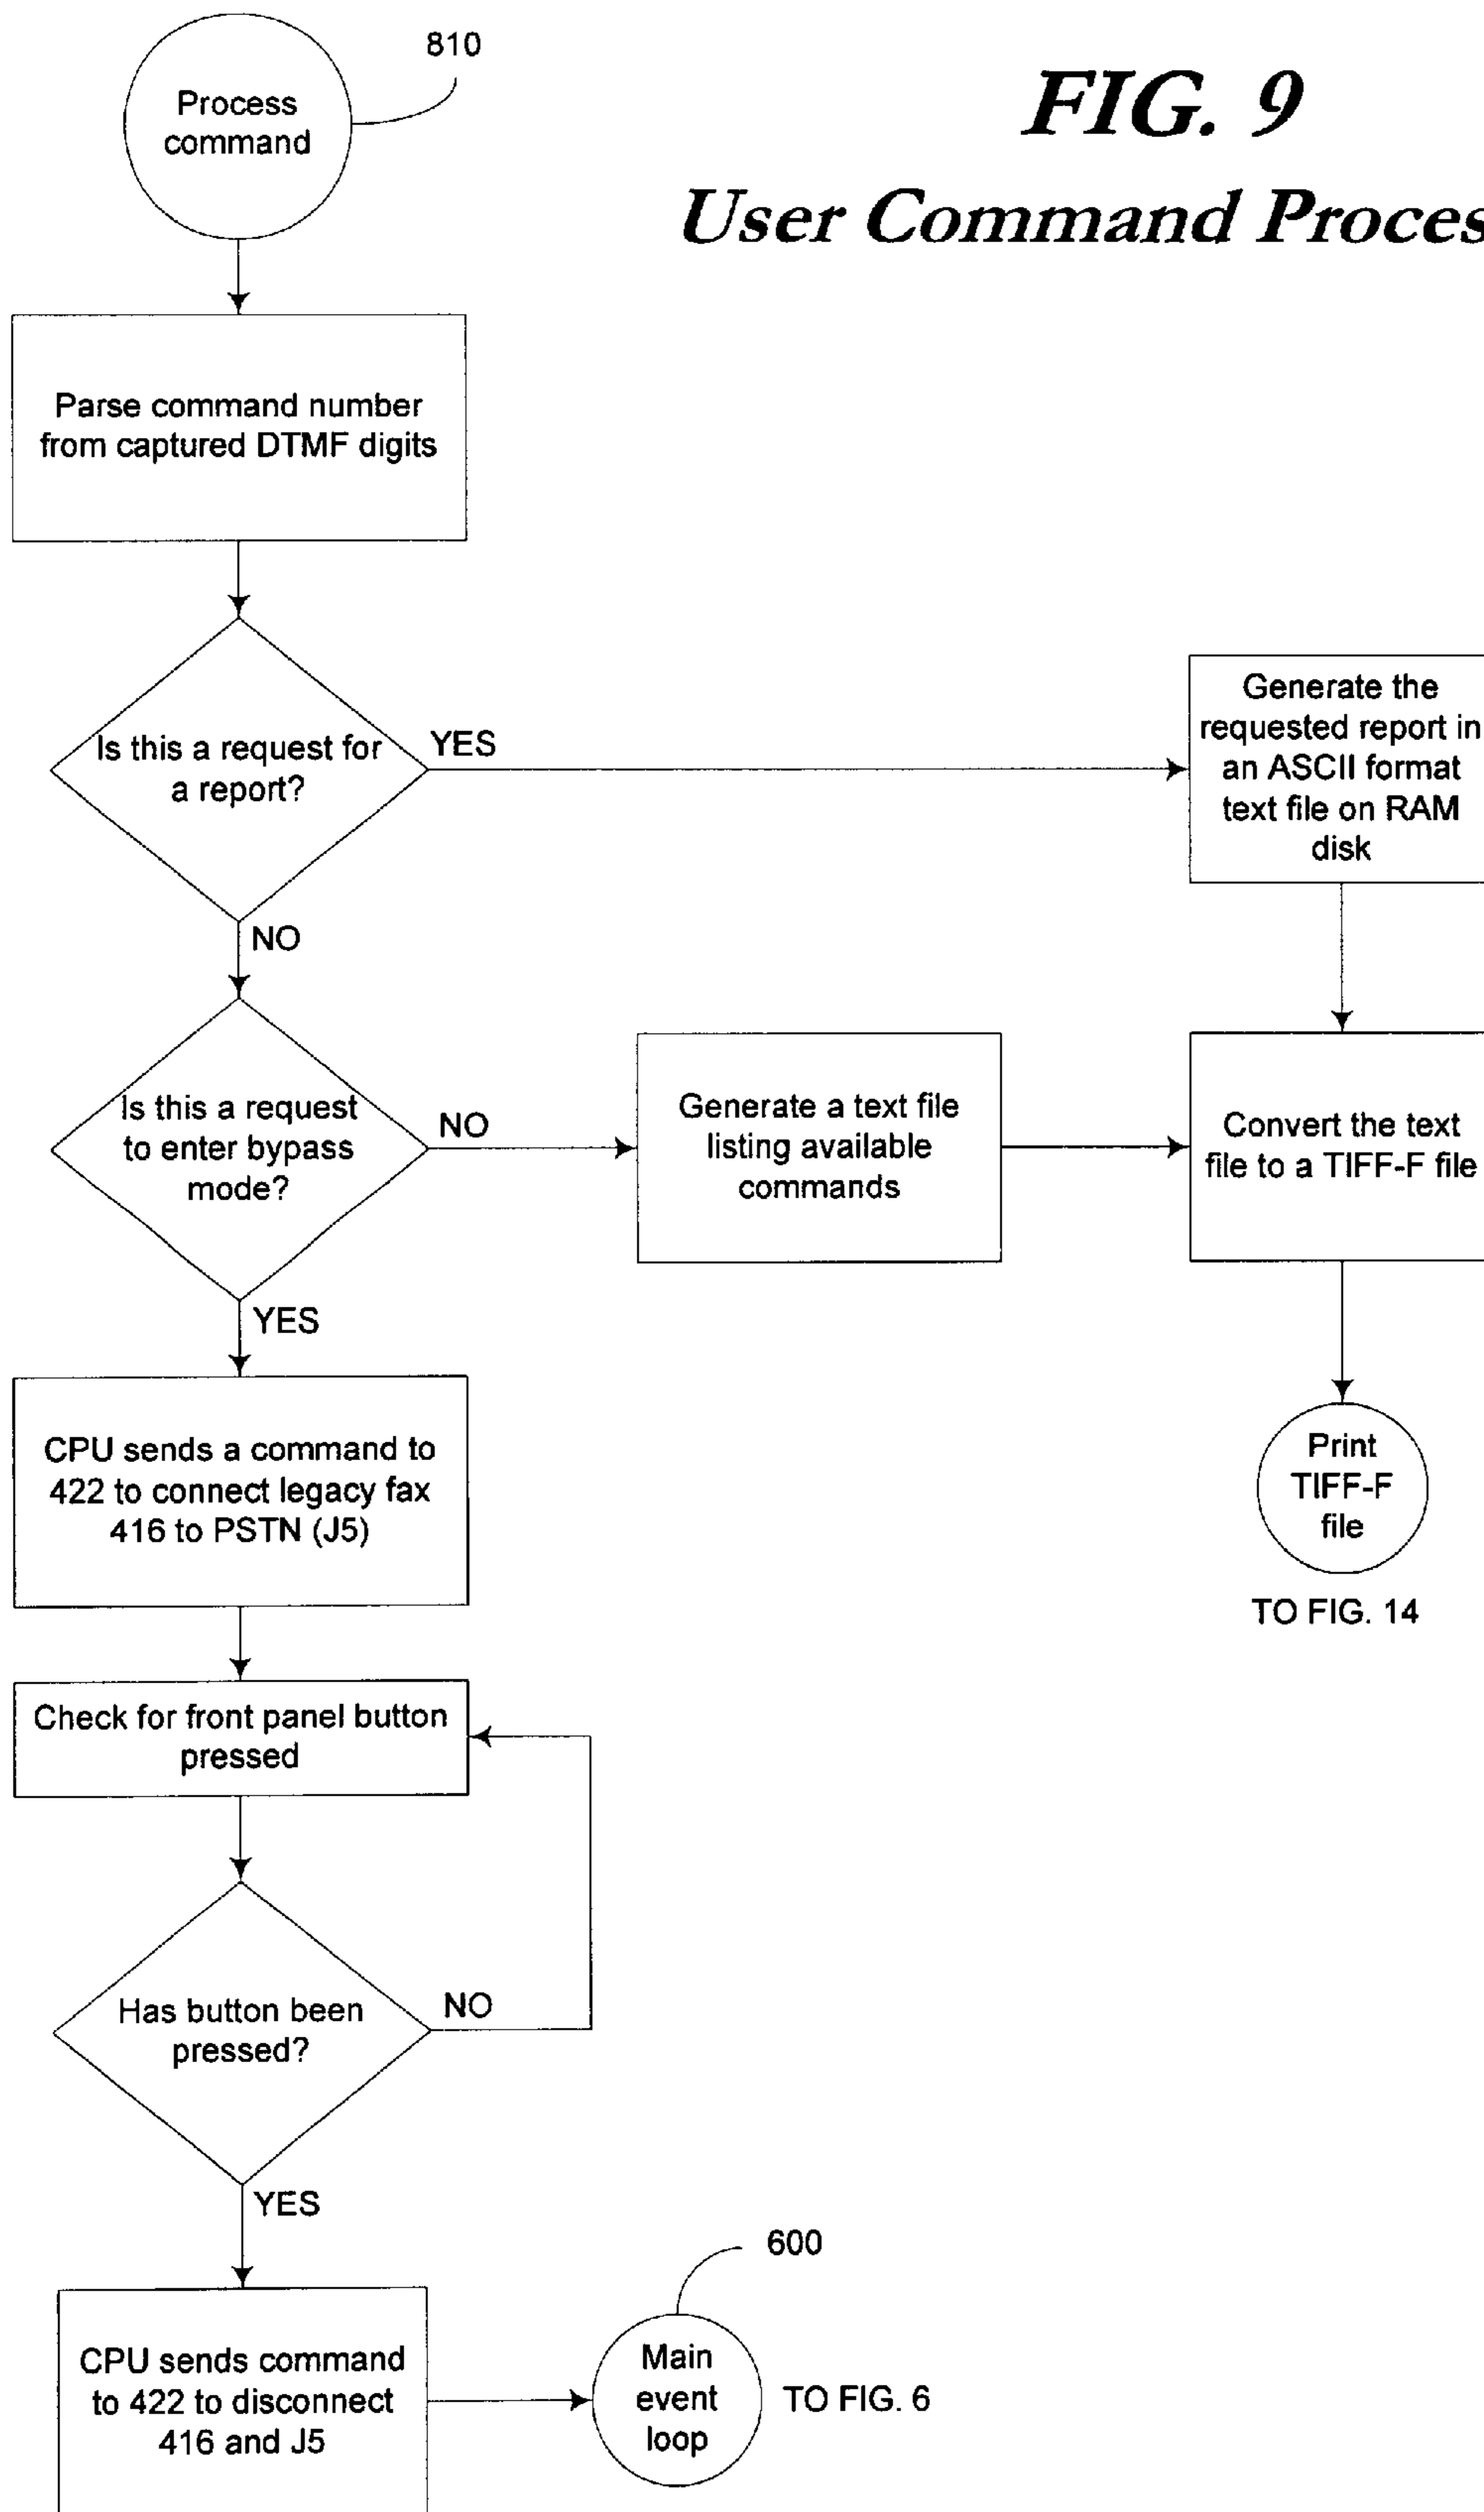 810
Process
command
FIG. 9
User Command Proces
Parse command number
from captured DTMF digits
Is this a request for
a report?
YES
Generate the
requested report in
an ASCII format
text file on RAM
disk
NO
Is this a request
to enter bypass
mode?
NO
Generate a text file
listing available
commands
Convert the text
file to a TIFF-F file
YES
CPU sends a command to
422 to connect legacy fax
416 to PSTN (J5)
Print
TIFF-F
file
TO FIG. 14
Check for front panel button
pressed
Has button been
pressed?
NO
YES
CPU sends command
to 422 to disconnect
416 and J5
600
Main
event
loop
TO FIG. 6